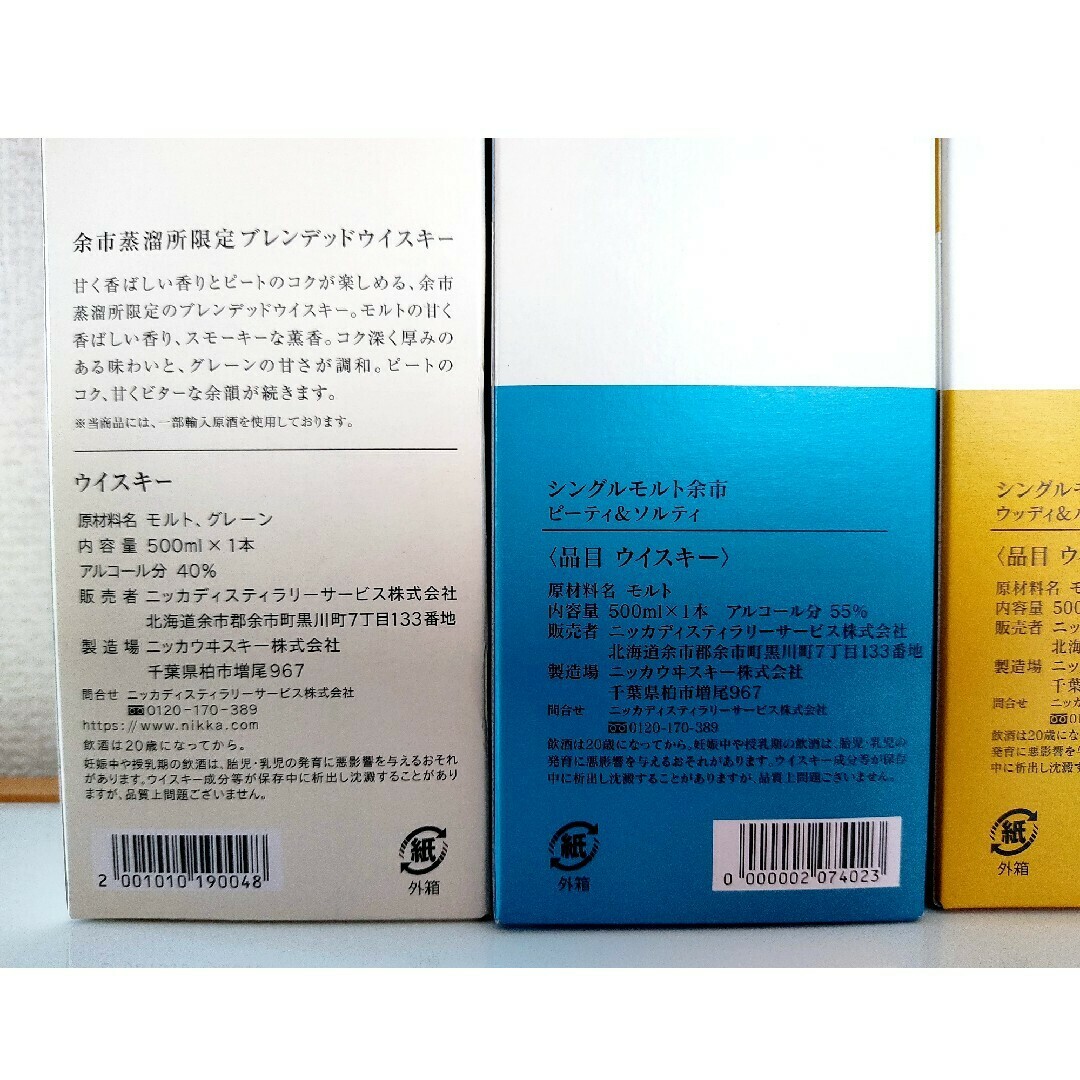 余市蒸溜所限定ブレンデッドウイスキー
甘く香ばしい香りとピートのコクが楽しめる、余市
蒸溜所限定のブレンデッドウイスキー。モルトの甘く
香ばしい香り、スモーキーな薫香。コク深く厚みの
ある味わいと、グレーンの甘さが調和。ピートの
コク、甘くビターな余韻が続きます。
※当商品には、一部輸入原酒を使用しております。
ウイスキー
原材料名 モルト、グレーン
内容量 500ml×1本
アルコール分 40%
販売者 ニッカディスティラリーサービス株式会社
北海道余市郡余市町黒川町7丁目133番地
製造場 ニッカウヰスキー株式会社
千葉県柏市増尾967
問合せ ニッカディスティラリーサービス株式会社
0120-170-389
https://www.nikka.com
飲酒は20歳になってから。
妊娠中や授乳期の飲酒は、胎児・乳児の発育に悪影響を与えるおそれ
があります。ウイスキー成分等が保存中に析出し沈澱することがあり
ますが、品質上問題ございません。
2 001010 190048
紙
外箱
シングルモルト余市
ピーティ&ソルティ
〈品目 ウイスキー〉
原材料名 モルト
内容量 500ml×1本 アルコール分 55%
販売者 ニッカディスティラリーサービス株式会社
北海道余市郡余市町黒川町7丁目133番地
製造場 ニッカウヰスキー株式会社
千葉県柏市増尾967
問合せ ニッカディスティラリーサービス株式会社
0120-170-389
飲酒は20歳になってから。妊娠中や授乳期の飲酒は、胎児・乳児の
発育に悪影響を与えるおそれがあります。ウイスキー成分等が保存
中に析出し沈澱することがありますが、品質上問題ございません。
紙
外箱
0 000002 074023
シングルモ
ウッディ&
〈品目 ウ
原材料名 モ
内容量 500
販売者 ニッ
北海
製造場 ニッ
千葉
問合せ ニッカ
0120
飲酒は20歳にな
発育に悪影響を与
中に析出し沈澱す
紙
外箱